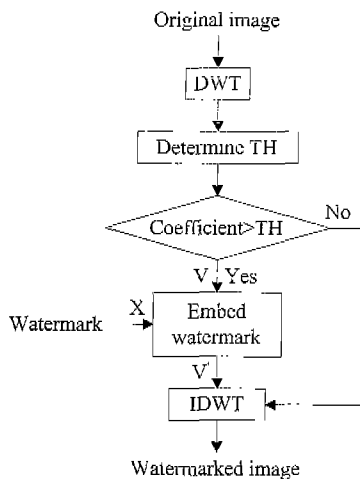 Original image
DWT
Determine TH
Coefficient>TH
No
V Yes
X
Watermark
Embed
watermark
V'
IDWT
Watermarked image